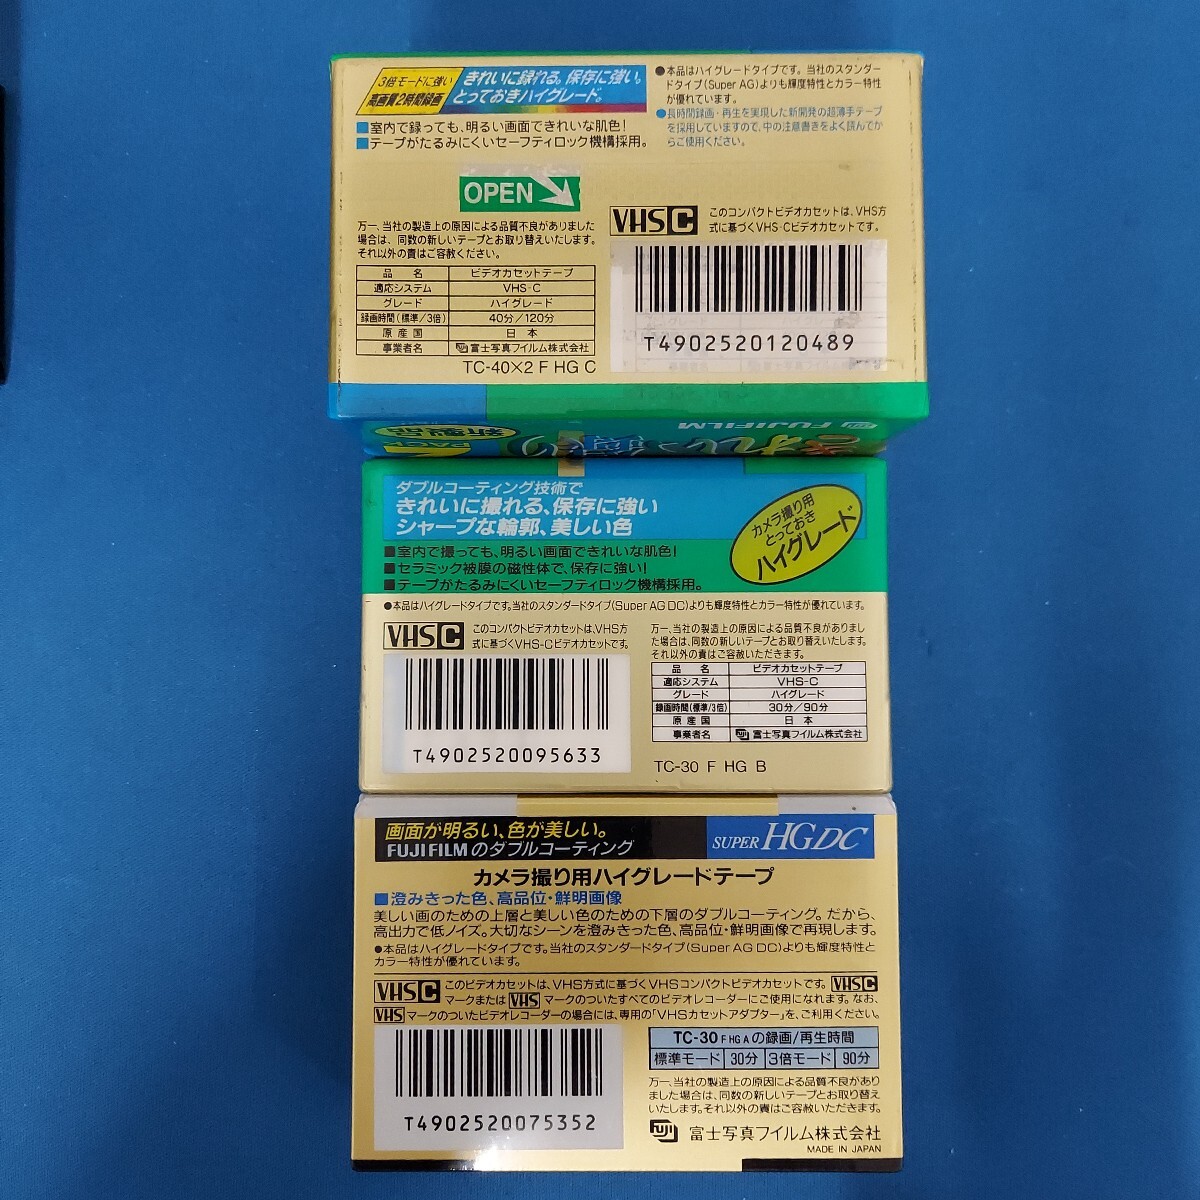 3倍モードに強い
高画質2時間録画
きれいに録れる。保存に強い。
とっておきハイグレード。
■室内で録っても、明るい画面できれいな肌色!
■テープがたるみにくいセーフティロック機構採用。
●本品はハイグレードタイプです。当社のスタンダー
ドタイプ(Super AG)よりも輝度特性とカラー特性
が優れています。
●長時間録画・再生を実現した新開発の超薄手テープ
を採用していますので、中の注意書きをよく読んでか
らご使用ください。
OPEN
万一、当社の製造上の原因による品質不良がありました
場合は、同数の新しいテープとお取り替えいたします。
それ以外の責はご容赦ください。
品名 ビデオカセットテープ
適応システム VHS-C
グレード ハイグレード
録画時間(標準/3倍) 40分/120分
原産国 日本
事業者名 富士写真フイルム株式会社
TC-40×2 F HG C
VHSC
このコンパクトビデオカセットは、VHS方
式に基づくVHS-Cビデオカセットです。
T4902520120489
FUJIFILM
新製品
ダブルコーティング技術で
きれいに撮れる、保存に強い
シャープな輪郭、美しい色
カメラ撮り用
とっておき
ハイグレード
■室内で撮っても、明るい画面できれいな肌色!
■セラミック被膜の磁性体で、保存に強い!
■テープがたるみにくいセーフティロック機構採用。
●本品はハイグレードタイプです。当社のスタンダードタイプ(Super AG DC)よりも輝度特性とカラー特性が優れています。
VHSC
このコンパクトビデオカセットは、VHS方
式に基づくVHS-Cビデオカセットです。
T4902520095633
万一、当社の製造上の原因による品質不良がありまし
た場合は、同数の新しいテープとお取り替えいたします。
それ以外の責はご容赦いただきます。
品名 ビデオカセットテープ
適応システム VHS-C
グレード ハイグレード
録画時間(標準/3倍) 30分/90分
原産国 日本
事業者名 FUJI 富士写真フイルム株式会社
TC-30 F HG B
画面が明るい、色が美しい。
FUJI FILMのダブルコーティング
SUPER HG DC
カメラ撮り用ハイグレードテープ
■澄みきった色、高品位・鮮明画像
美しい画のための上層と美しい色のための下層のダブルコーティング。だから、
高出力で低ノイズ。大切なシーンを澄みきった色、高品位・鮮明画像で再現します。
●本品はハイグレードタイプです。当社のスタンダードタイプ(Super AG DC)よりも輝度特性と
カラー特性が優れています。
VHSC このビデオカセットは、VHS方式に基づくVHSコンパクトビデオカセットです。VHSC
マークまたはVHSマークのついたすべてのビデオレコーダーにご使用になれます。なお、
VHSマークのついたビデオレコーダーの場合には、専用の「VHSカセットアダプター」を、ご利用ください。
T4902520075352
TC-30 F HG A の録画/再生時間
標準モード 30分 3倍モード 90分
万一、当社の製造上の原因による品質不良があり
ました場合は、同数の新しいテープとお取り替え
いたします。それ以外の責はご容赦いただきます。
FUJI 富士写真フイルム株式会社
MADE IN JAPAN